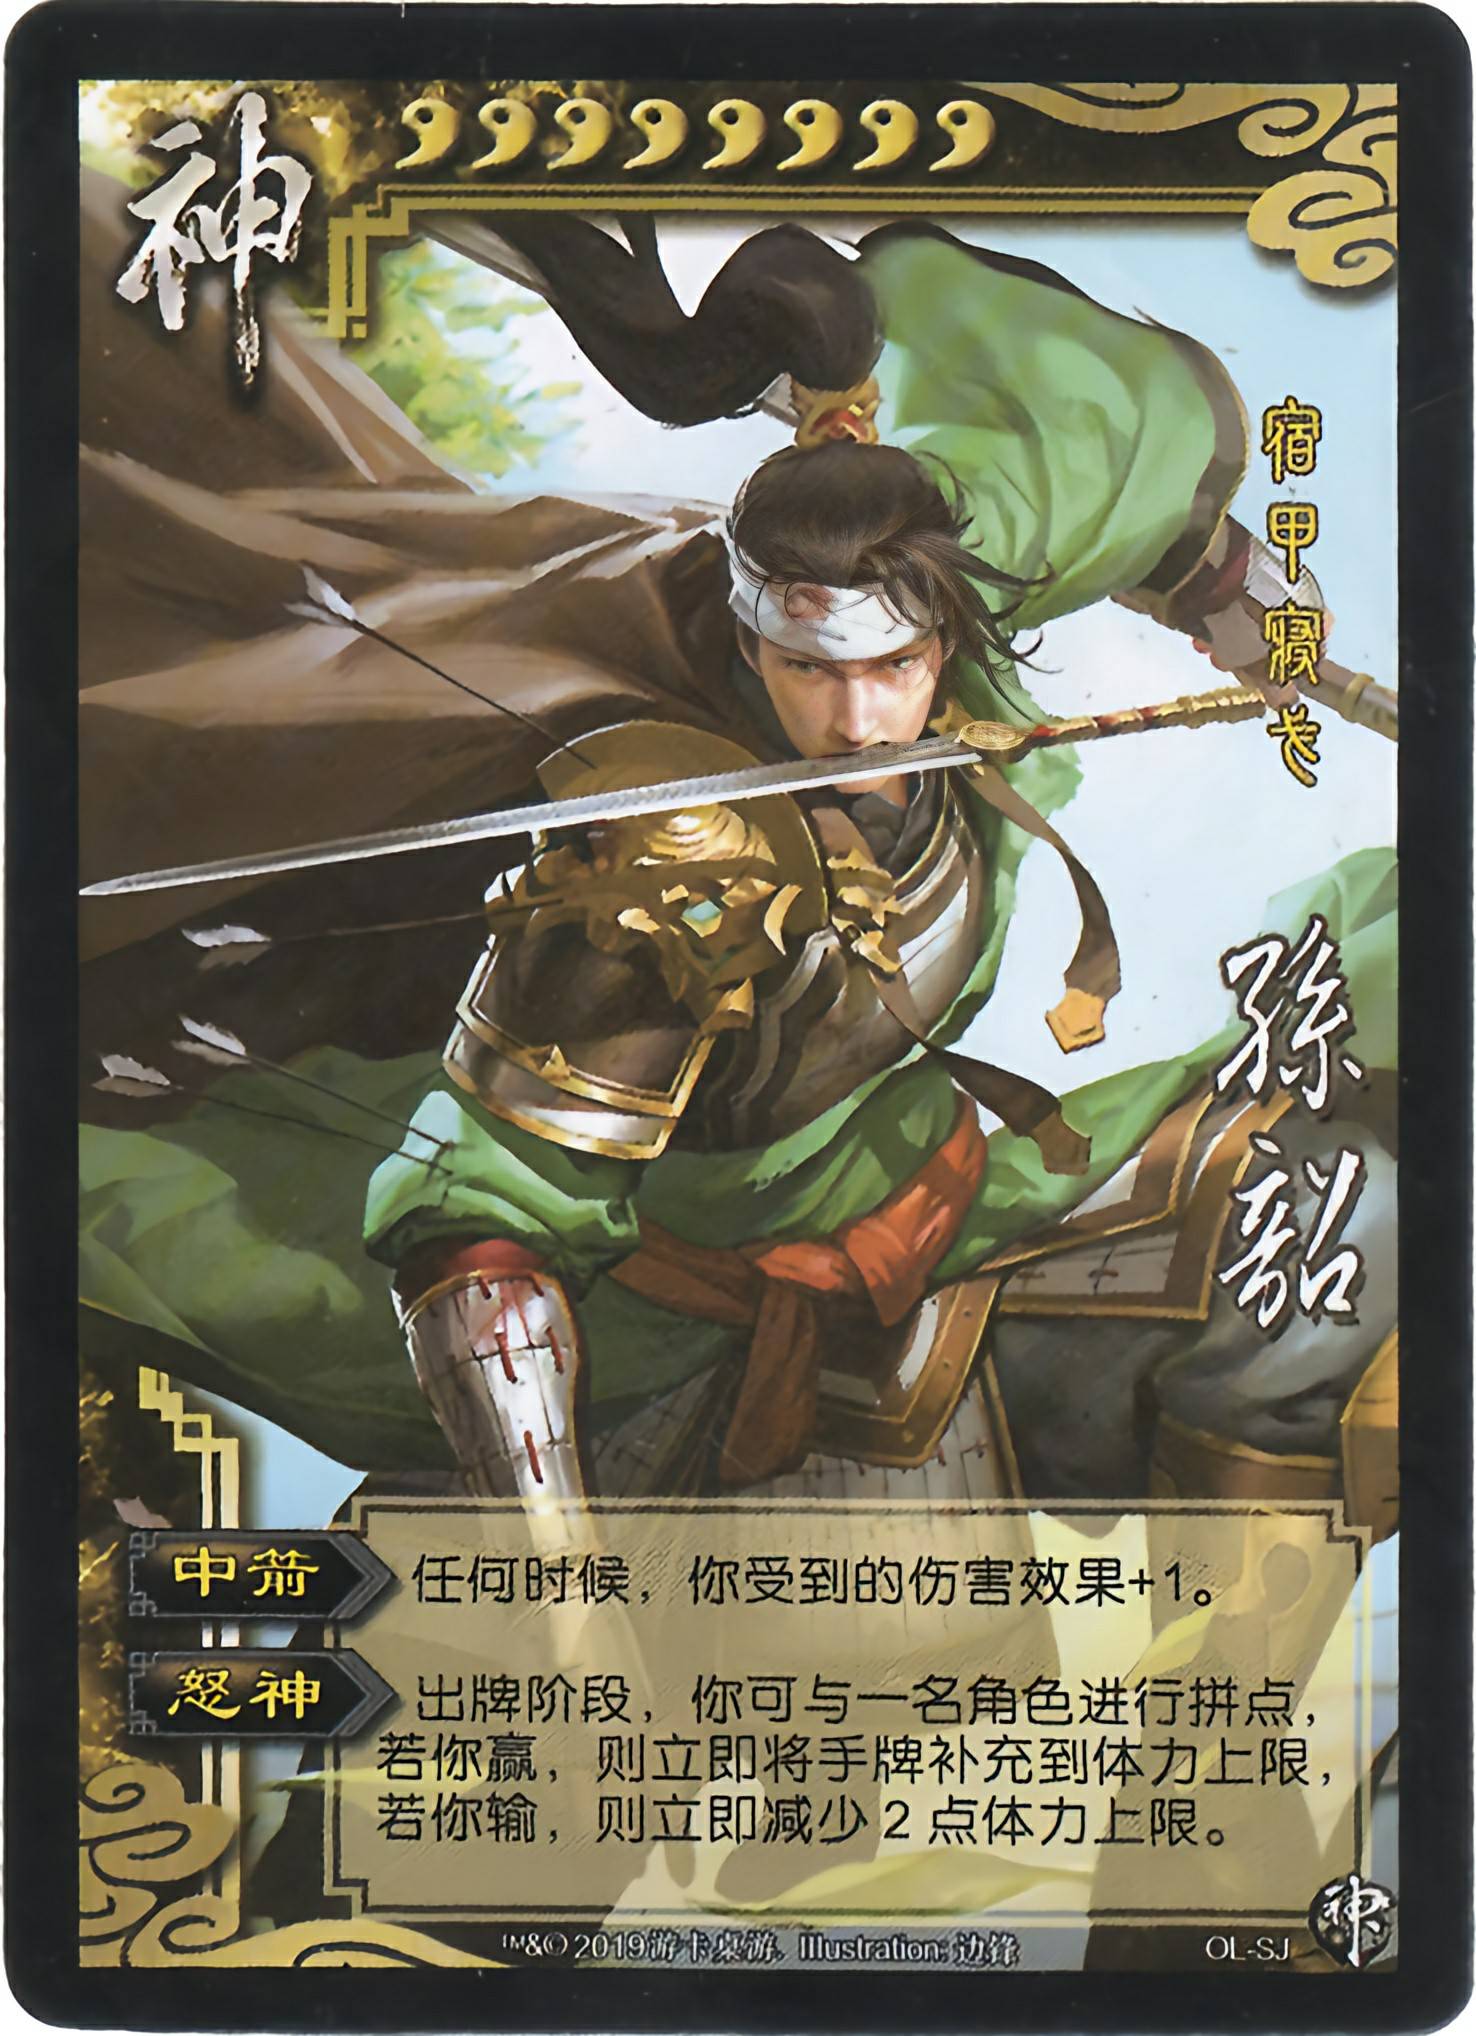 神
宿甲寢戈
孫韶
中箭
任何时候，你受到的伤害效果+1。
怒神
出牌阶段，你可与一名角色进行拼点，
若你赢，则立即将手牌补充到体力上限，
若你输，则立即减少2点体力上限。
™&© 2019游卡桌游. Illustration: 边锋
OL-SJ
神